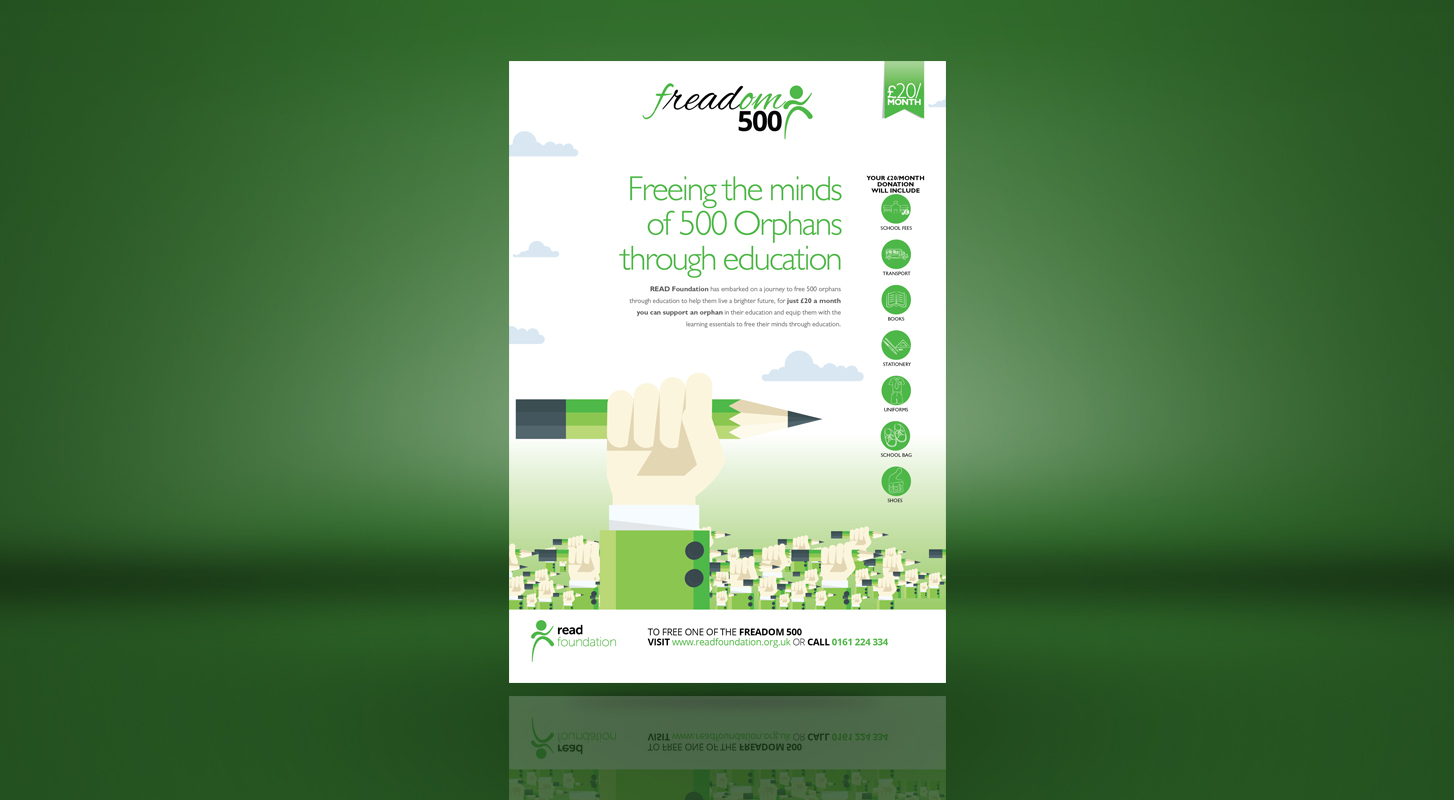 freadom
500
£20/
MONTH
Freeing the minds
of 500 Orphans
through education
READ Foundation has embarked on a journey to free 500 orphans
through education to help them live a brighter future, for just £20 a month
you can support an orphan in their education and equip them with the
learning essentials to free their minds through education.
YOUR £20/MONTH
DONATION
WILL INCLUDE
SCHOOL FEES
TRANSPORT
BOOKS
STATIONERY
UNIFORMS
SCHOOL BAG
SHOES
read
foundation
TO FREE ONE OF THE FREADOM 500
VISIT www.readfoundation.org.uk OR CALL 0161 224 334